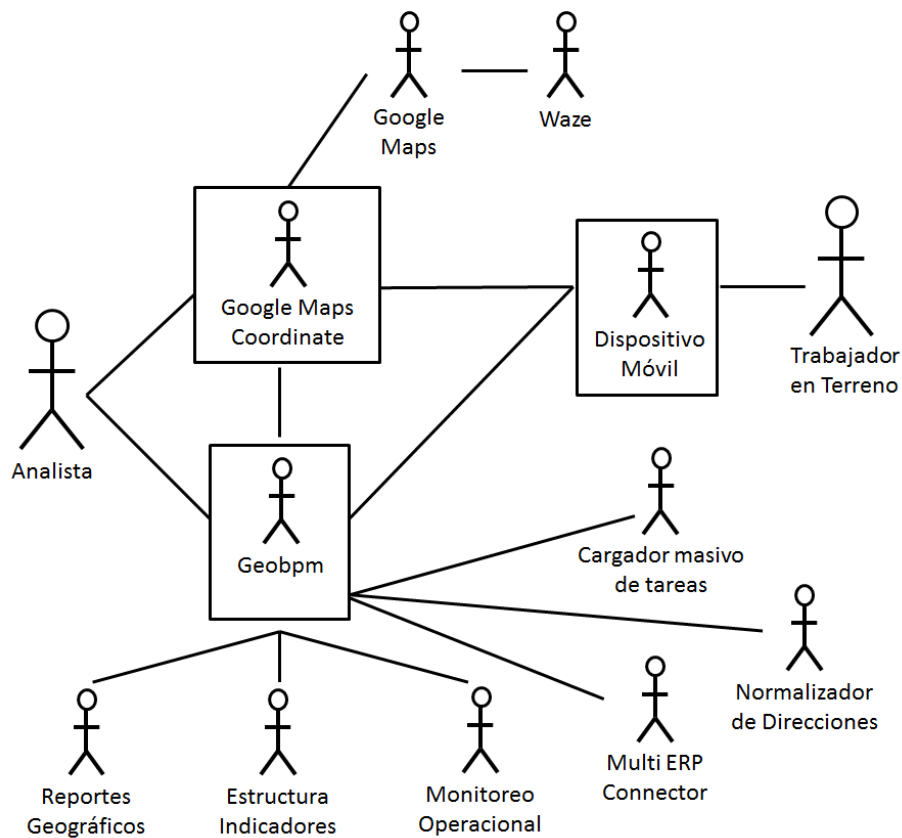 Google
Maps
Waze
Google Maps
Coordinate
Dispositivo
Móvil
Trabajador
en Terreno
Analista
Geobpm
Cargador masivo
de tareas
Normalizador
de Direcciones
Multi ERP
Connector
Reportes
Geográficos
Estructura
Indicadores
Monitoreo
Operacional